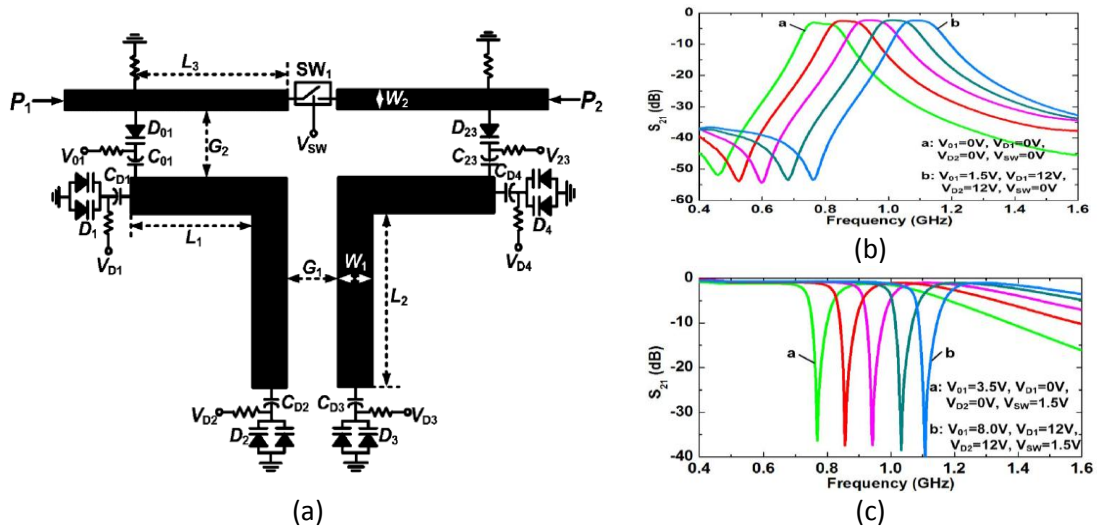 L3
SW1
P1
W2
P2
VSW
D01
V01
C01
G2
D23
V23
C23
CD1
CD4
D1
VD1
L1
D4
VD4
G1
W1
L2
VD2
CD2
D2
CD3
VD3
D3
(a)
0
-10
-20
-30
-40
-50
-60
S21 (dB)
a
b
a: V01=0V, VD1=0V,
VD2=0V, VSW=0V
b: V01=1.5V, VD1=12V,
VD2=12V, VSW=0V
0.4 0.6 0.8 1.0 1.2 1.4 1.6
Frequency (GHz)
(b)
0
-10
-20
-30
-40
S21 (dB)
a
b
a: V01=3.5V, VD1=0V,
VD2=0V, VSW=1.5V
b: V01=8.0V, VD1=12V,
VD2=12V, VSW=1.5V
0.4 0.6 0.8 1.0 1.2 1.4 1.6
Frequency (GHz)
(c)